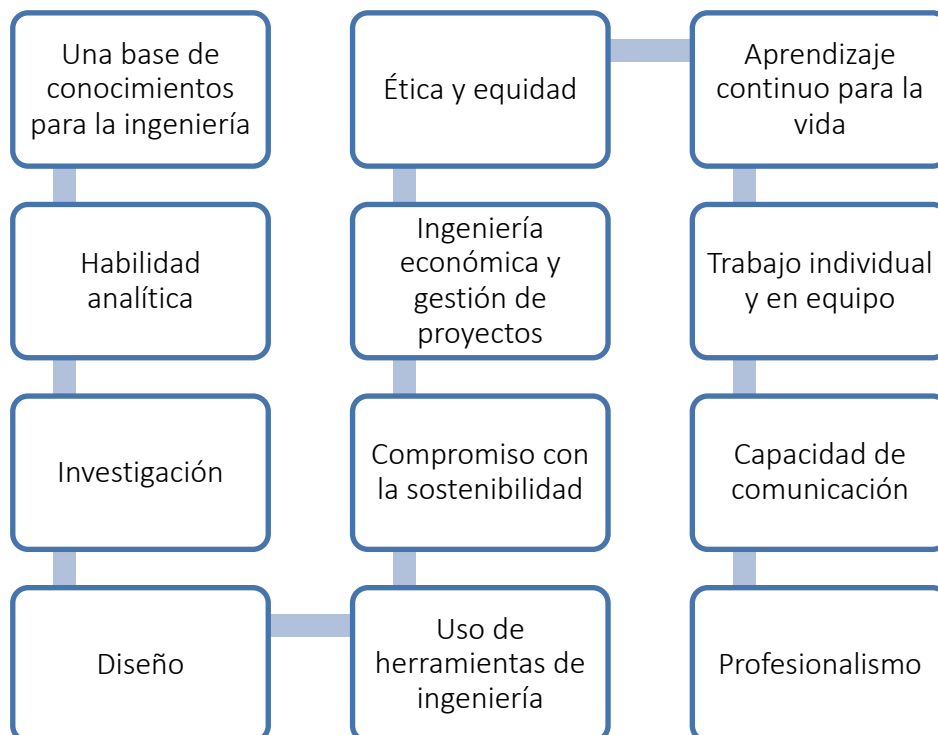 Una base de
conocimientos
para la ingeniería
Habilidad
analítica
Investigación
Diseño
Uso de
herramientas de
ingeniería
Compromiso con
la sostenibilidad
Ingeniería
económica y
gestión de
proyectos
Ética y equidad
Aprendizaje
continuo para la
vida
Trabajo individual
y en equipo
Capacidad de
comunicación
Profesionalismo